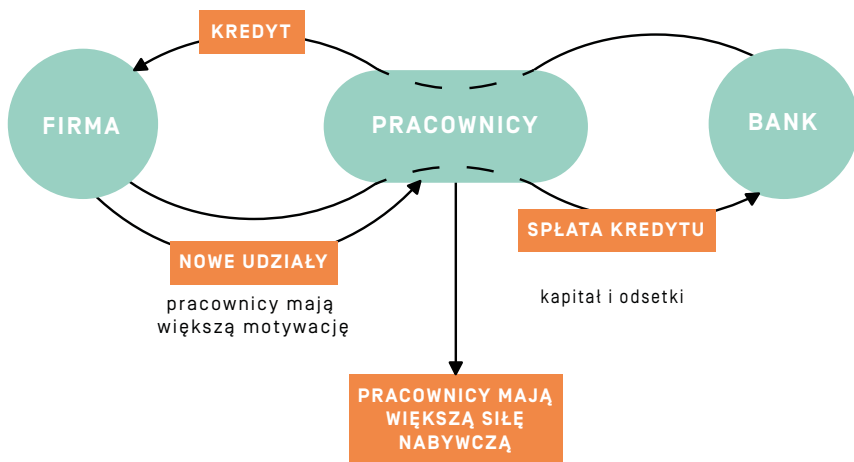 KREDYT
FIRMA
PRACOWNICY
BANK
NOWE UDZIAŁY
pracownicy mają
większą motywację
SPŁATA KREDYTU
kapitał i odsetki
PRACOWNICY MAJĄ
WIĘKSZĄ SIŁĘ
NABYWCZĄ